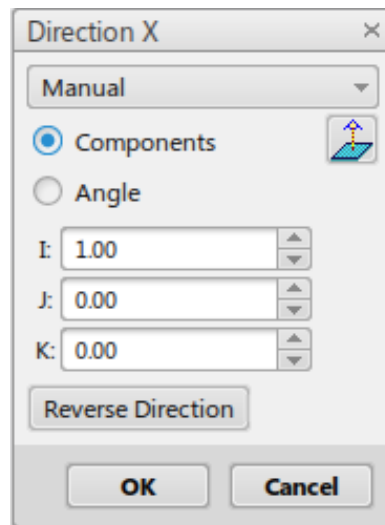 Direction X
Manual
Components
Angle
I: 1.00
J: 0.00
K: 0.00
Reverse Direction
OK Cancel